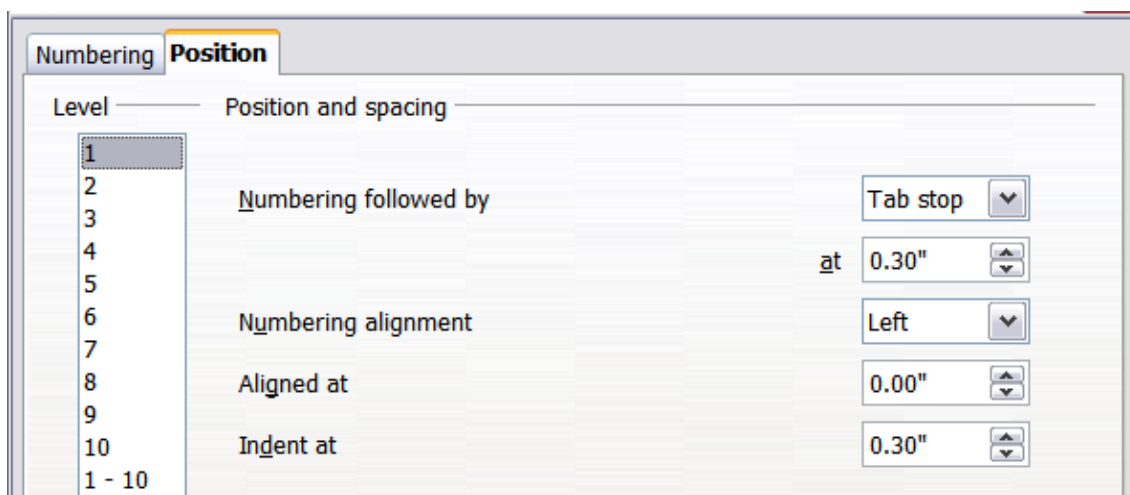 Numbering Position
Level Position and spacing
1
2
Numbering followed by Tab stop
3
4
at 0.30"
5
6
Numbering alignment Left
7
8
Aligned at 0.00"
9
10
Indent at 0.30"
1 - 10